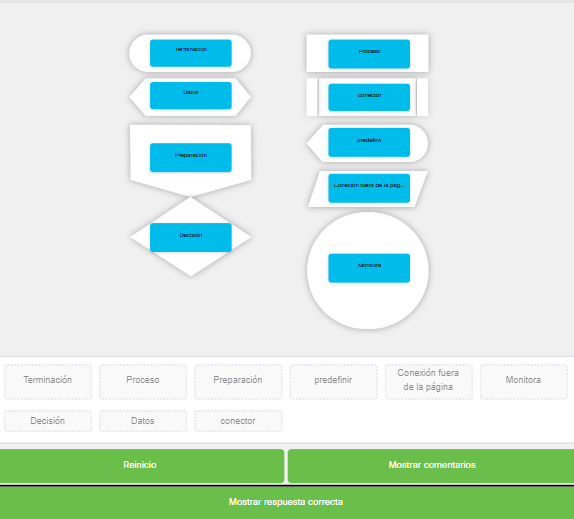 Terminación
Proceso
Datos
conector
Preparación
predefinir
Conexión fuera de la pág...
Decisión
Monitora
Terminación
Proceso
Preparación
predefinir
Conexión fuera
de la página
Monitora
Decisión
Datos
conector
Reinicio
Mostrar comentarios
Mostrar respuesta correcta